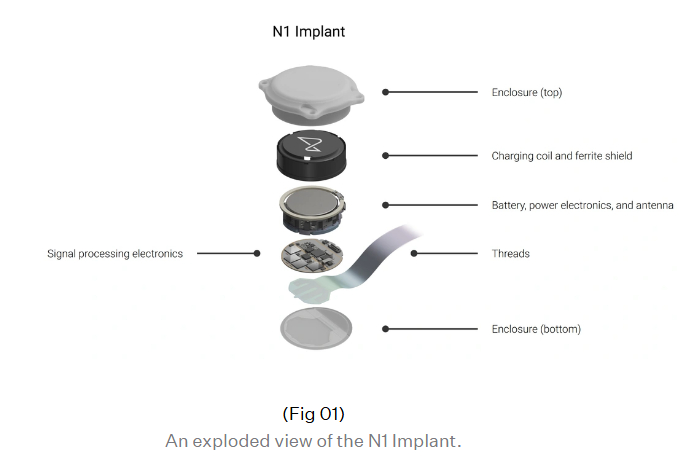 N1 Implant
Enclosure (top)
Charging coil and ferrite shield
Battery, power electronics, and antenna
Signal processing electronics
Threads
Enclosure (bottom)
(Fig 01)
An exploded view of the N1 Implant.